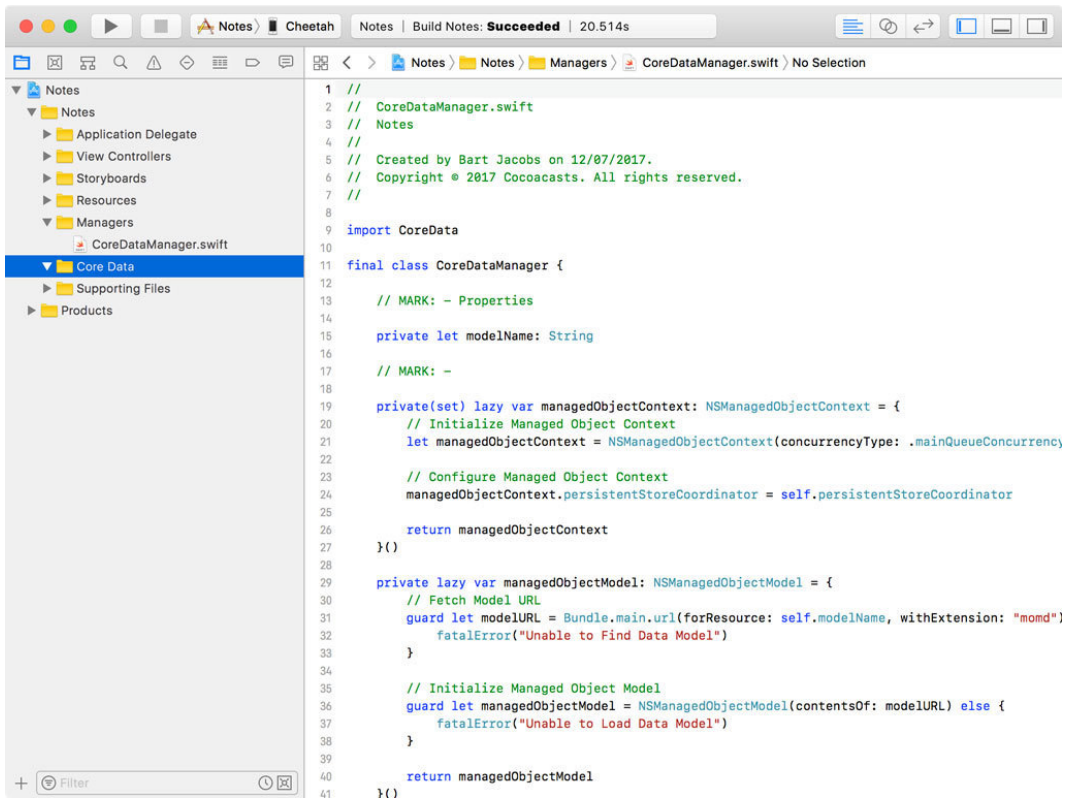 Notes Cheetah Notes | Build Notes: Succeeded | 20.514s
Notes Notes Managers CoreDataManager.swift No Selection
Notes
Notes
Application Delegate
View Controllers
Storyboards
Resources
Managers
CoreDataManager.swift
Core Data
Supporting Files
Products
Filter
1 //
2 //  CoreDataManager.swift
3 //  Notes
4 //
5 //  Created by Bart Jacobs on 12/07/2017.
6 //  Copyright © 2017 Cocoacasts. All rights reserved.
7 //
8
9 import CoreData
10
11 final class CoreDataManager {
12
13     // MARK: - Properties
14
15     private let modelName: String
16
17     // MARK: -
18
19     private(set) lazy var managedObjectContext: NSManagedObjectContext = {
20         // Initialize Managed Object Context
21         let managedObjectContext = NSManagedObjectContext(concurrencyType: .mainQueueConcurrency
22
23         // Configure Managed Object Context
24         managedObjectContext.persistentStoreCoordinator = self.persistentStoreCoordinator
25
26         return managedObjectContext
27     }()
28
29     private lazy var managedObjectModel: NSManagedObjectModel = {
30         // Fetch Model URL
31         guard let modelURL = Bundle.main.url(forResource: self.modelName, withExtension: "momd")
32             fatalError("Unable to Find Data Model")
33         }
34
35         // Initialize Managed Object Model
36         guard let managedObjectModel = NSManagedObjectModel(contentsOf: modelURL) else {
37             fatalError("Unable to Load Data Model")
38         }
39
40         return managedObjectModel
41     }()